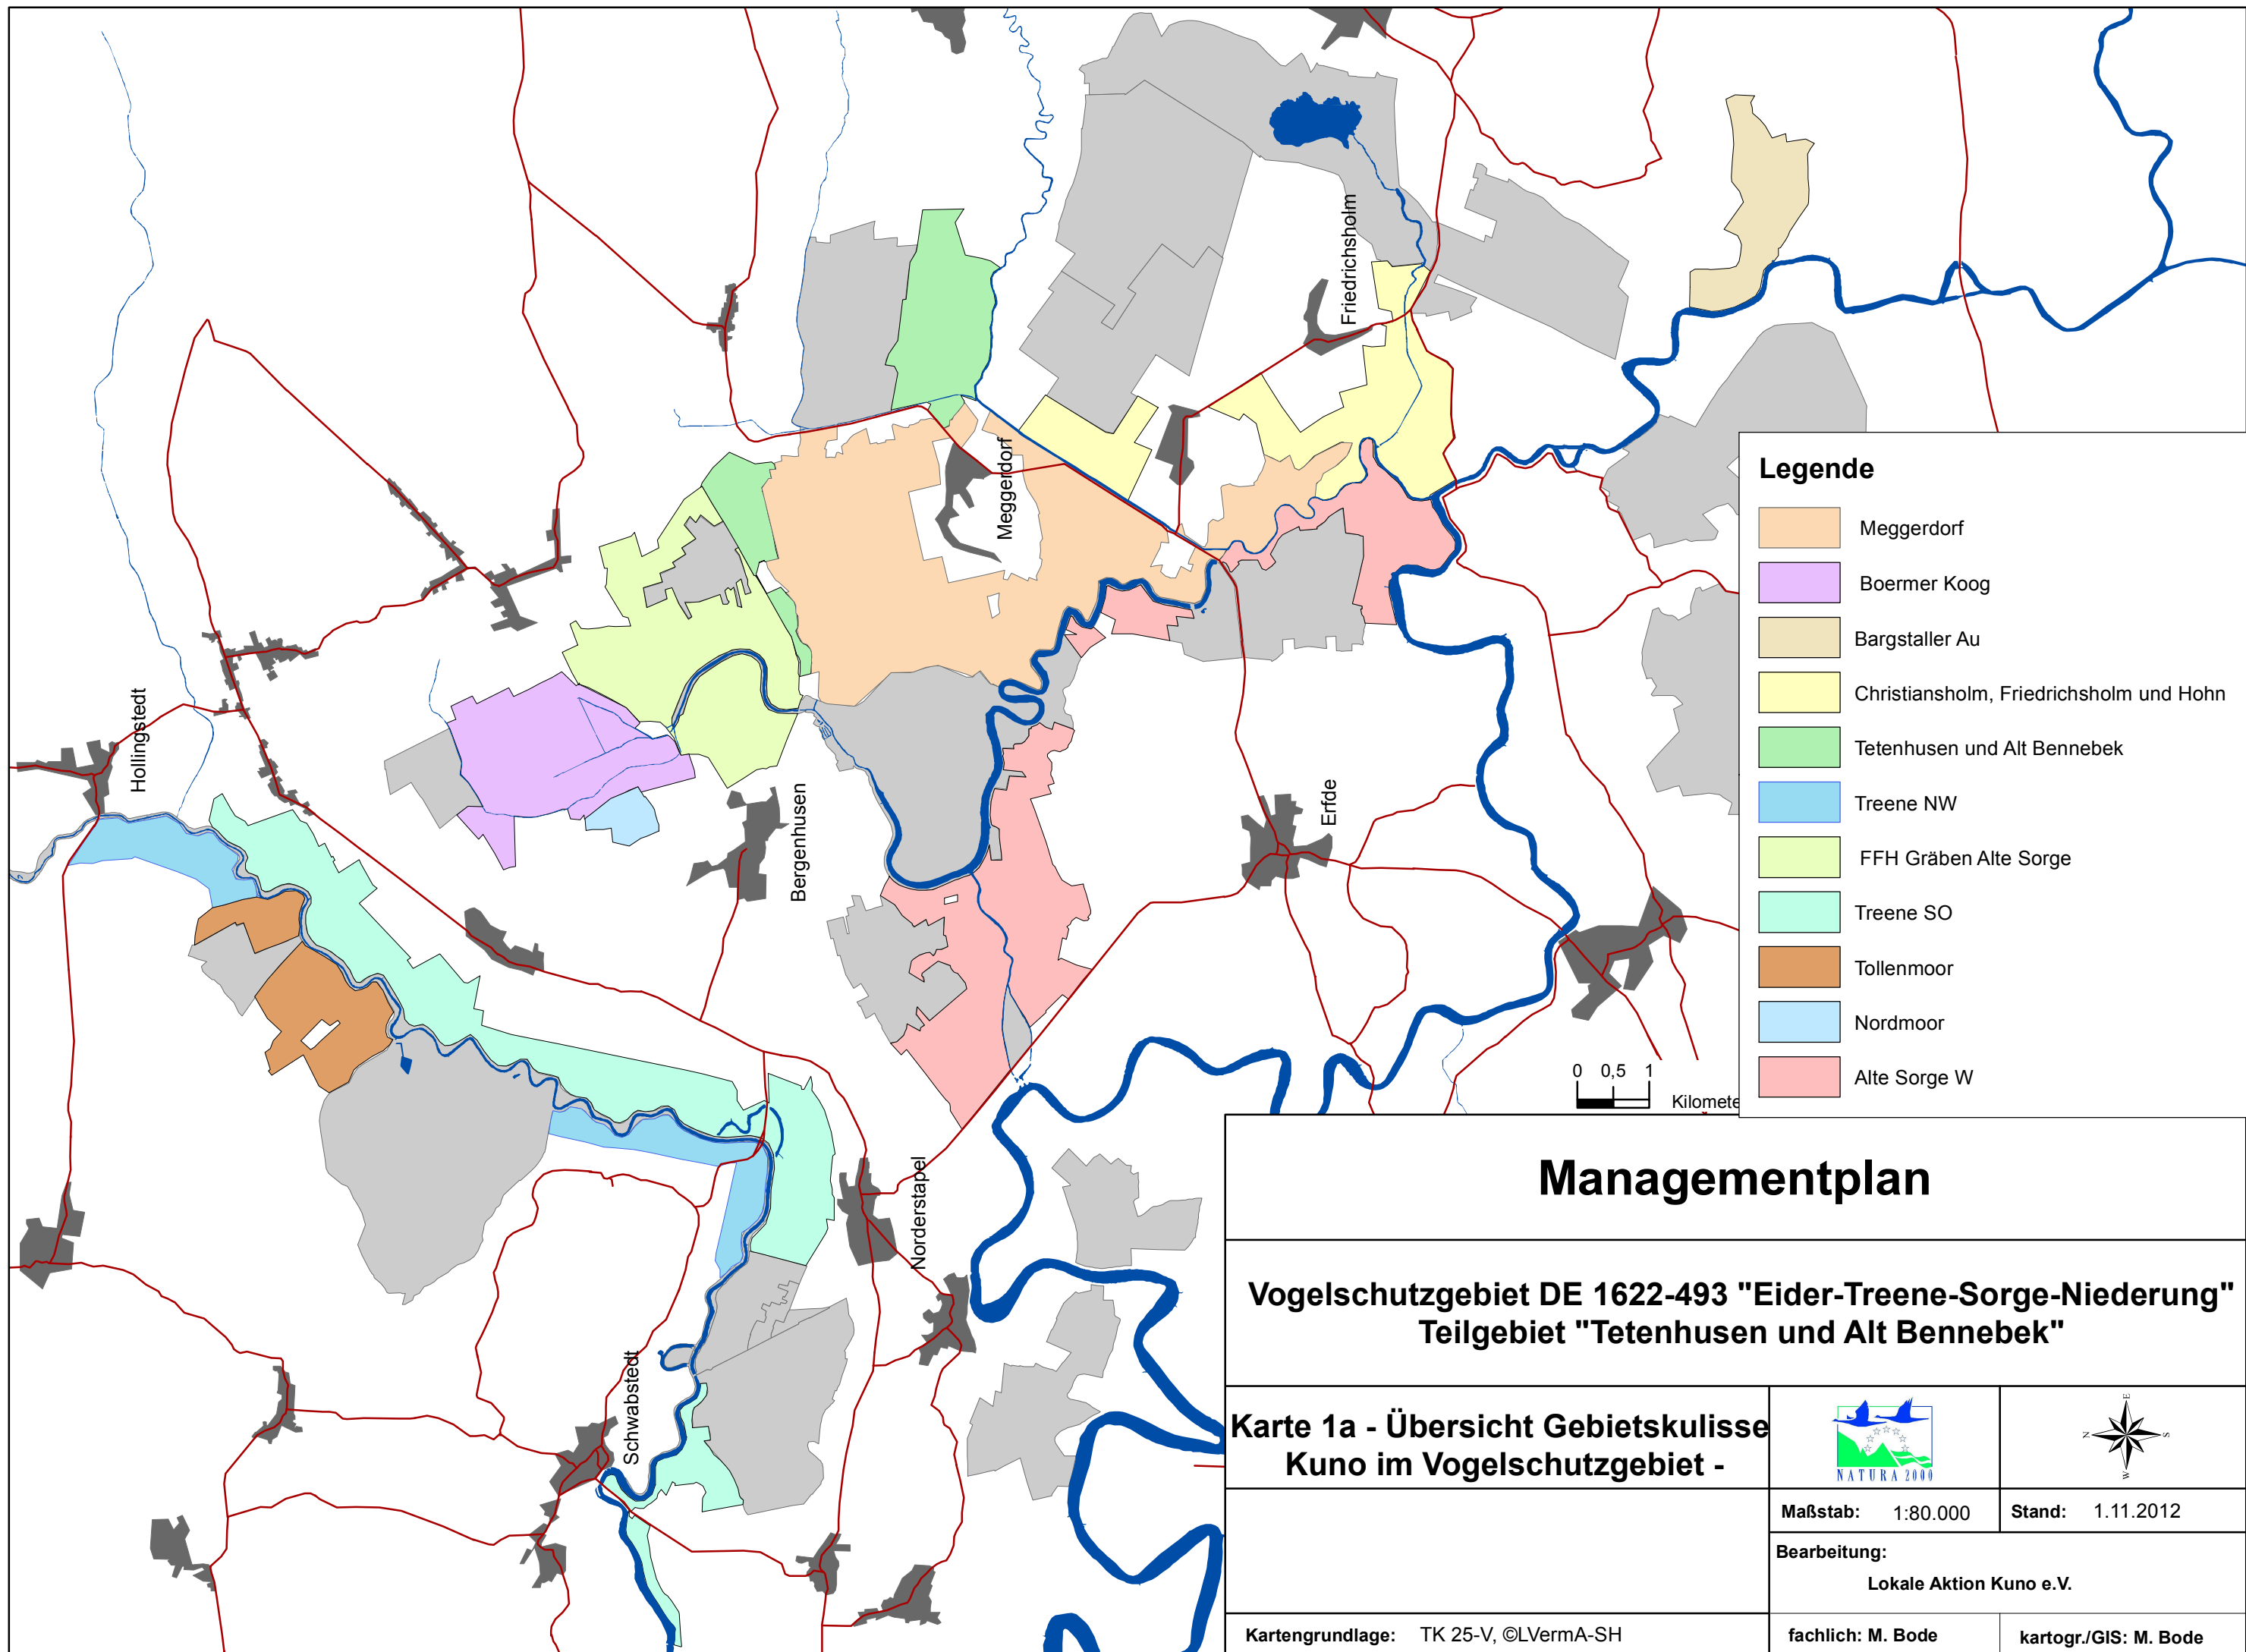 Friedrichsholm
Meggerdorf
Hollingstedt
Bergenhusen
Erfde
Norderstapel
Schwabstedt
Legende
Meggerdorf
Boermer Koog
Bargstaller Au
Christiansholm, Friedrichsholm und Hohn
Tetenhusen und Alt Bennebek
Treene NW
FFH Gräben Alte Sorge
Treene SO
Tollenmoor
Nordmoor
Alte Sorge W
0 0,5 1
Kilomete
Managementplan
Vogelschutzgebiet DE 1622-493 "Eider-Treene-Sorge-Niederung"
Teilgebiet "Tetenhusen und Alt Bennebek"
Karte 1a - Übersicht Gebietskulisse
Kuno im Vogelschutzgebiet -
NATURA 2000
N E S W
Maßstab: 1:80.000
Stand: 1.11.2012
Bearbeitung:
Lokale Aktion Kuno e.V.
Kartengrundlage: TK 25-V, ©LVermA-SH
fachlich: M. Bode
kartogr./GIS: M. Bode